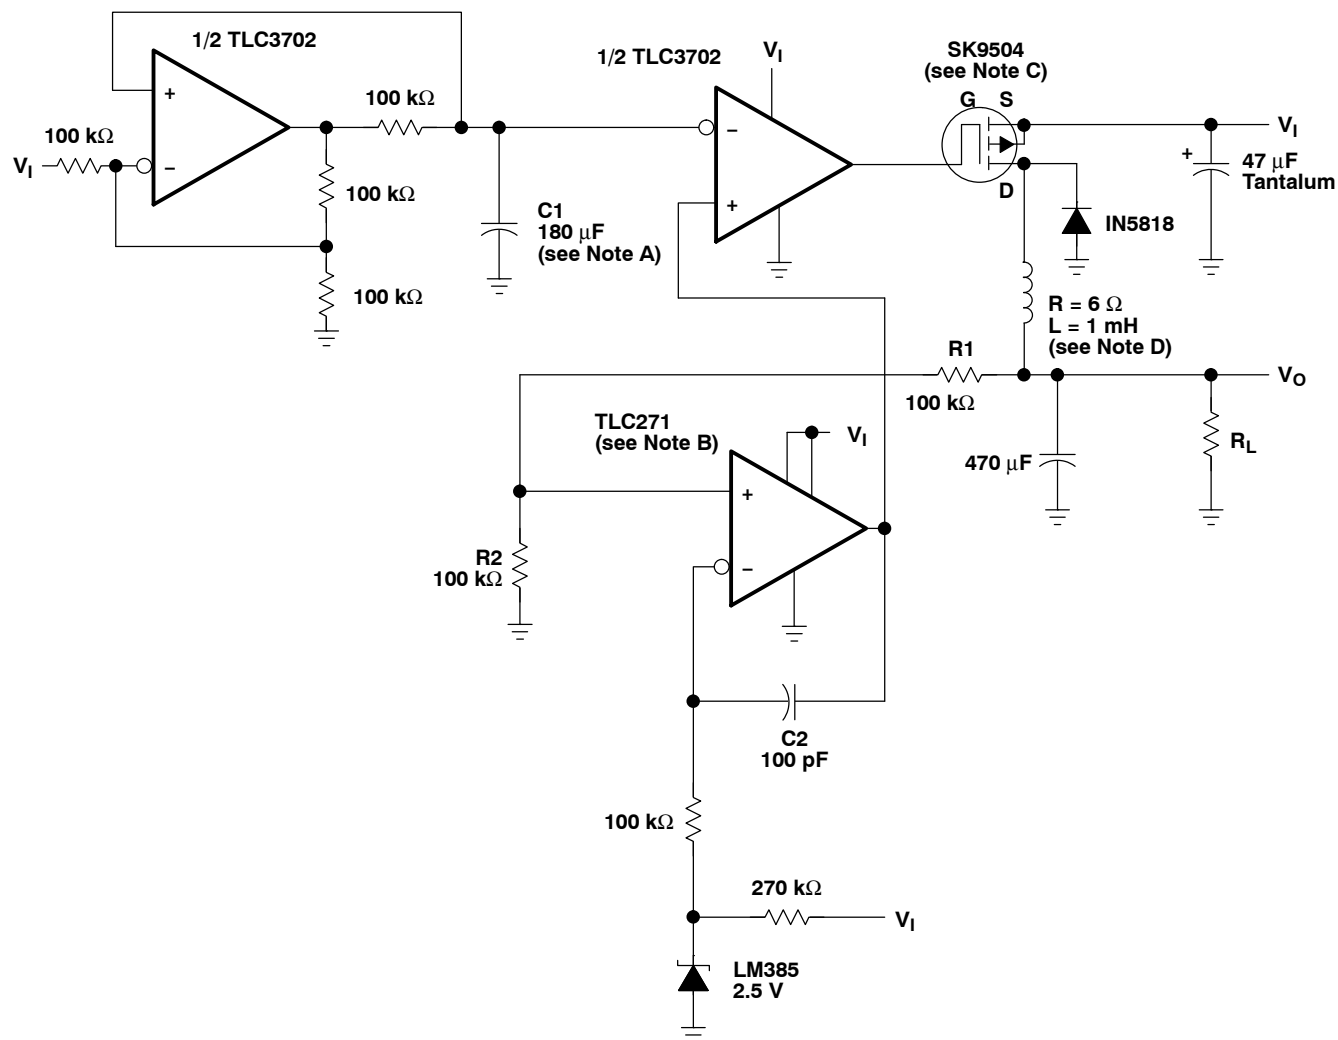 1/2 TLC3702
+
−
100 kΩ
VI
100 kΩ
100 kΩ
100 kΩ
C1
180 μF
(see Note A)
1/2 TLC3702
VI
−
+
SK9504
(see Note C)
G S
D
VI
+
47 μF
Tantalum
IN5818
R = 6 Ω
L = 1 mH
(see Note D)
R1
100 kΩ
VO
470 μF
RL
TLC271
(see Note B)
VI
+
−
R2
100 kΩ
C2
100 pF
100 kΩ
270 kΩ
VI
LM385
2.5 V